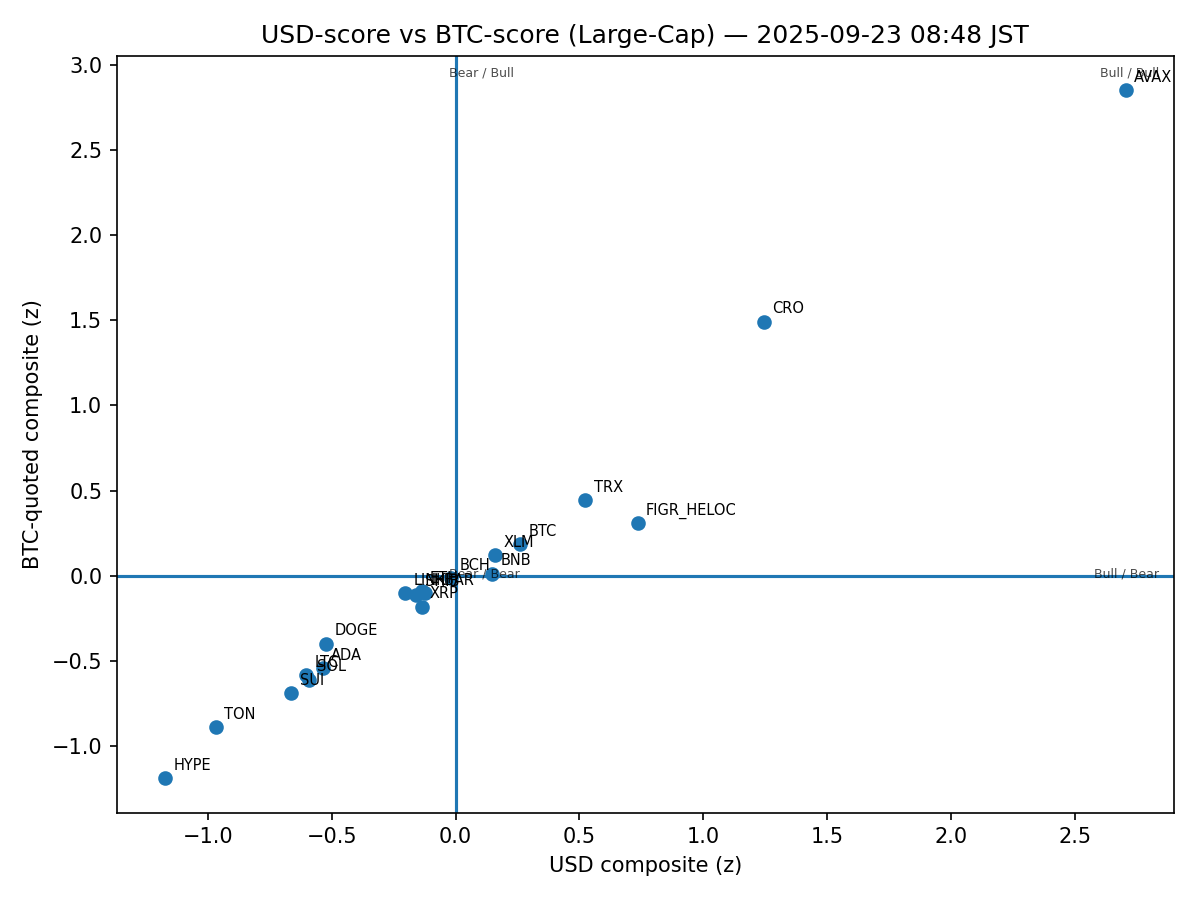 USD-score vs BTC-score (Large-Cap) — 2025-09-23 08:48 JST
3.0
2.5
2.0
1.5
1.0
0.5
0.0
−0.5
−1.0
BTC-quoted composite (z)
Bear / Bull
Bull / Bull
AVAX
CRO
TRX
FIGR_HELOC
BTC
XLM
BNB
BCH
Bear / Bear
Bull / Bear
XRP
DOGE
ADA
LTC
SOL
SUI
TON
HYPE
−1.0
−0.5
0.0
0.5
1.0
1.5
2.0
2.5
USD composite (z)